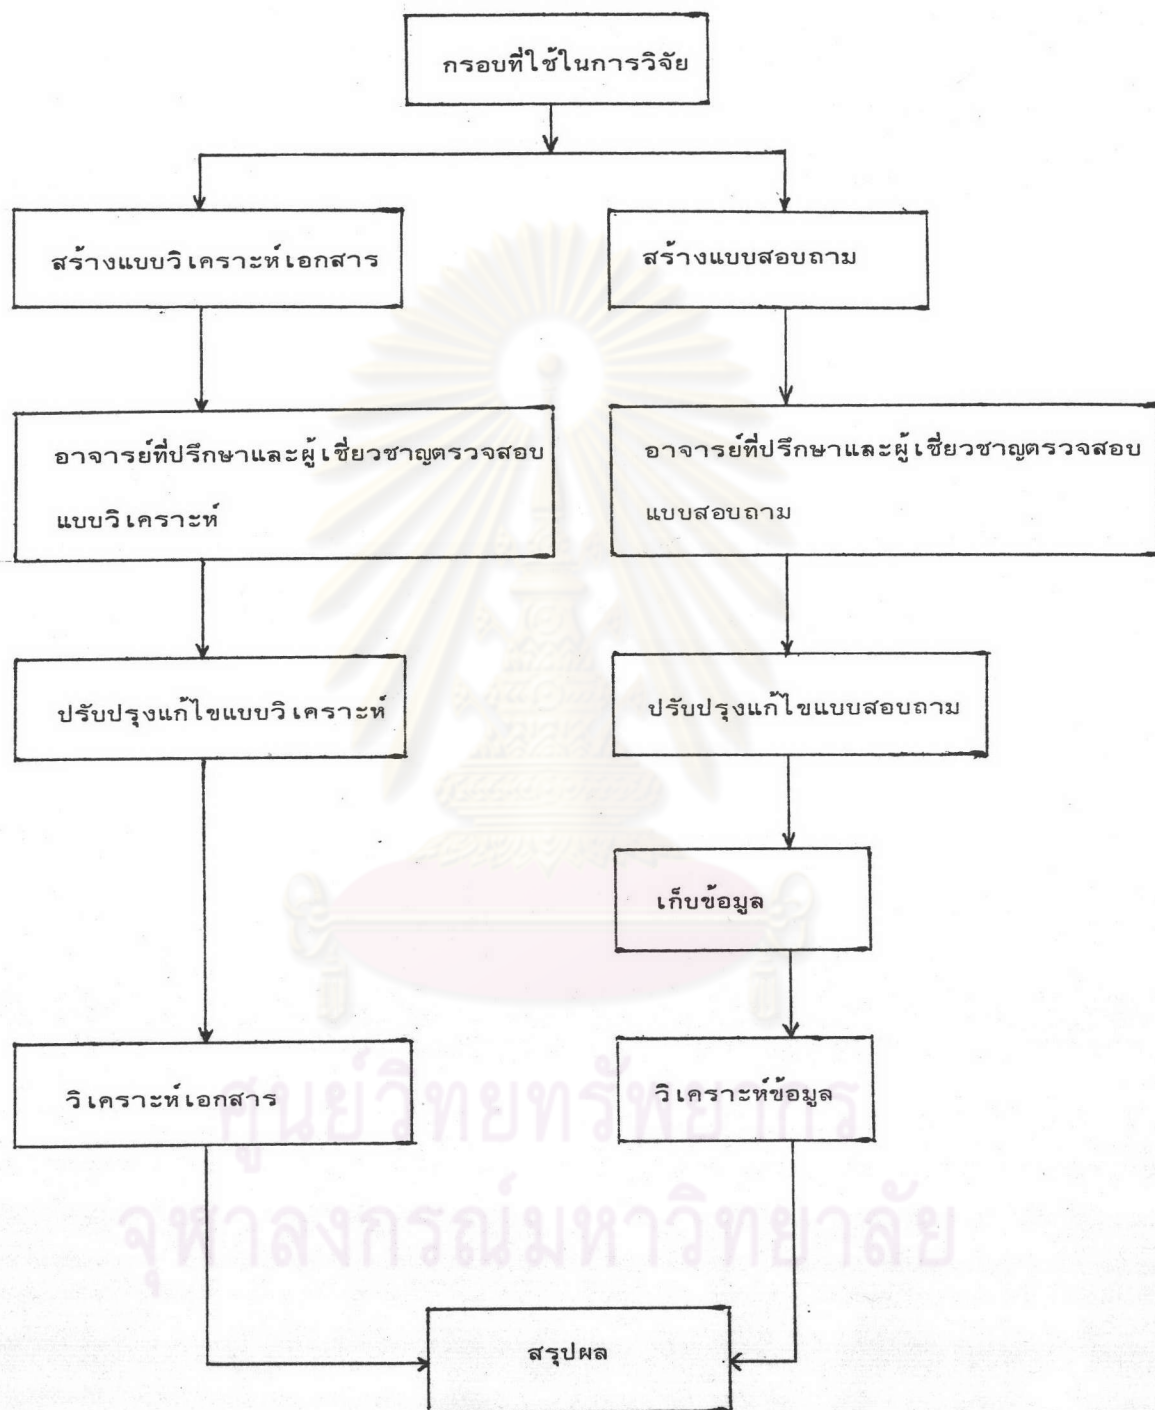 กรอบที่ใช้ในการวิจัย
สร้างแบบวิเคราะห์เอกสาร
สร้างแบบสอบถาม
อาจารย์ที่ปรึกษาและผู้เชี่ยวชาญตรวจสอบ
แบบวิเคราะห์
อาจารย์ที่ปรึกษาและผู้เชี่ยวชาญตรวจสอบ
แบบสอบถาม
ปรับปรุงแก้ไขแบบวิเคราะห์
ปรับปรุงแก้ไขแบบสอบถาม
เก็บข้อมูล
วิเคราะห์เอกสาร
วิเคราะห์ข้อมูล
ศูนย์วิทยทรัพยากร
จุฬาลงกรณ์มหาวิทยาลัย
สรุปผล